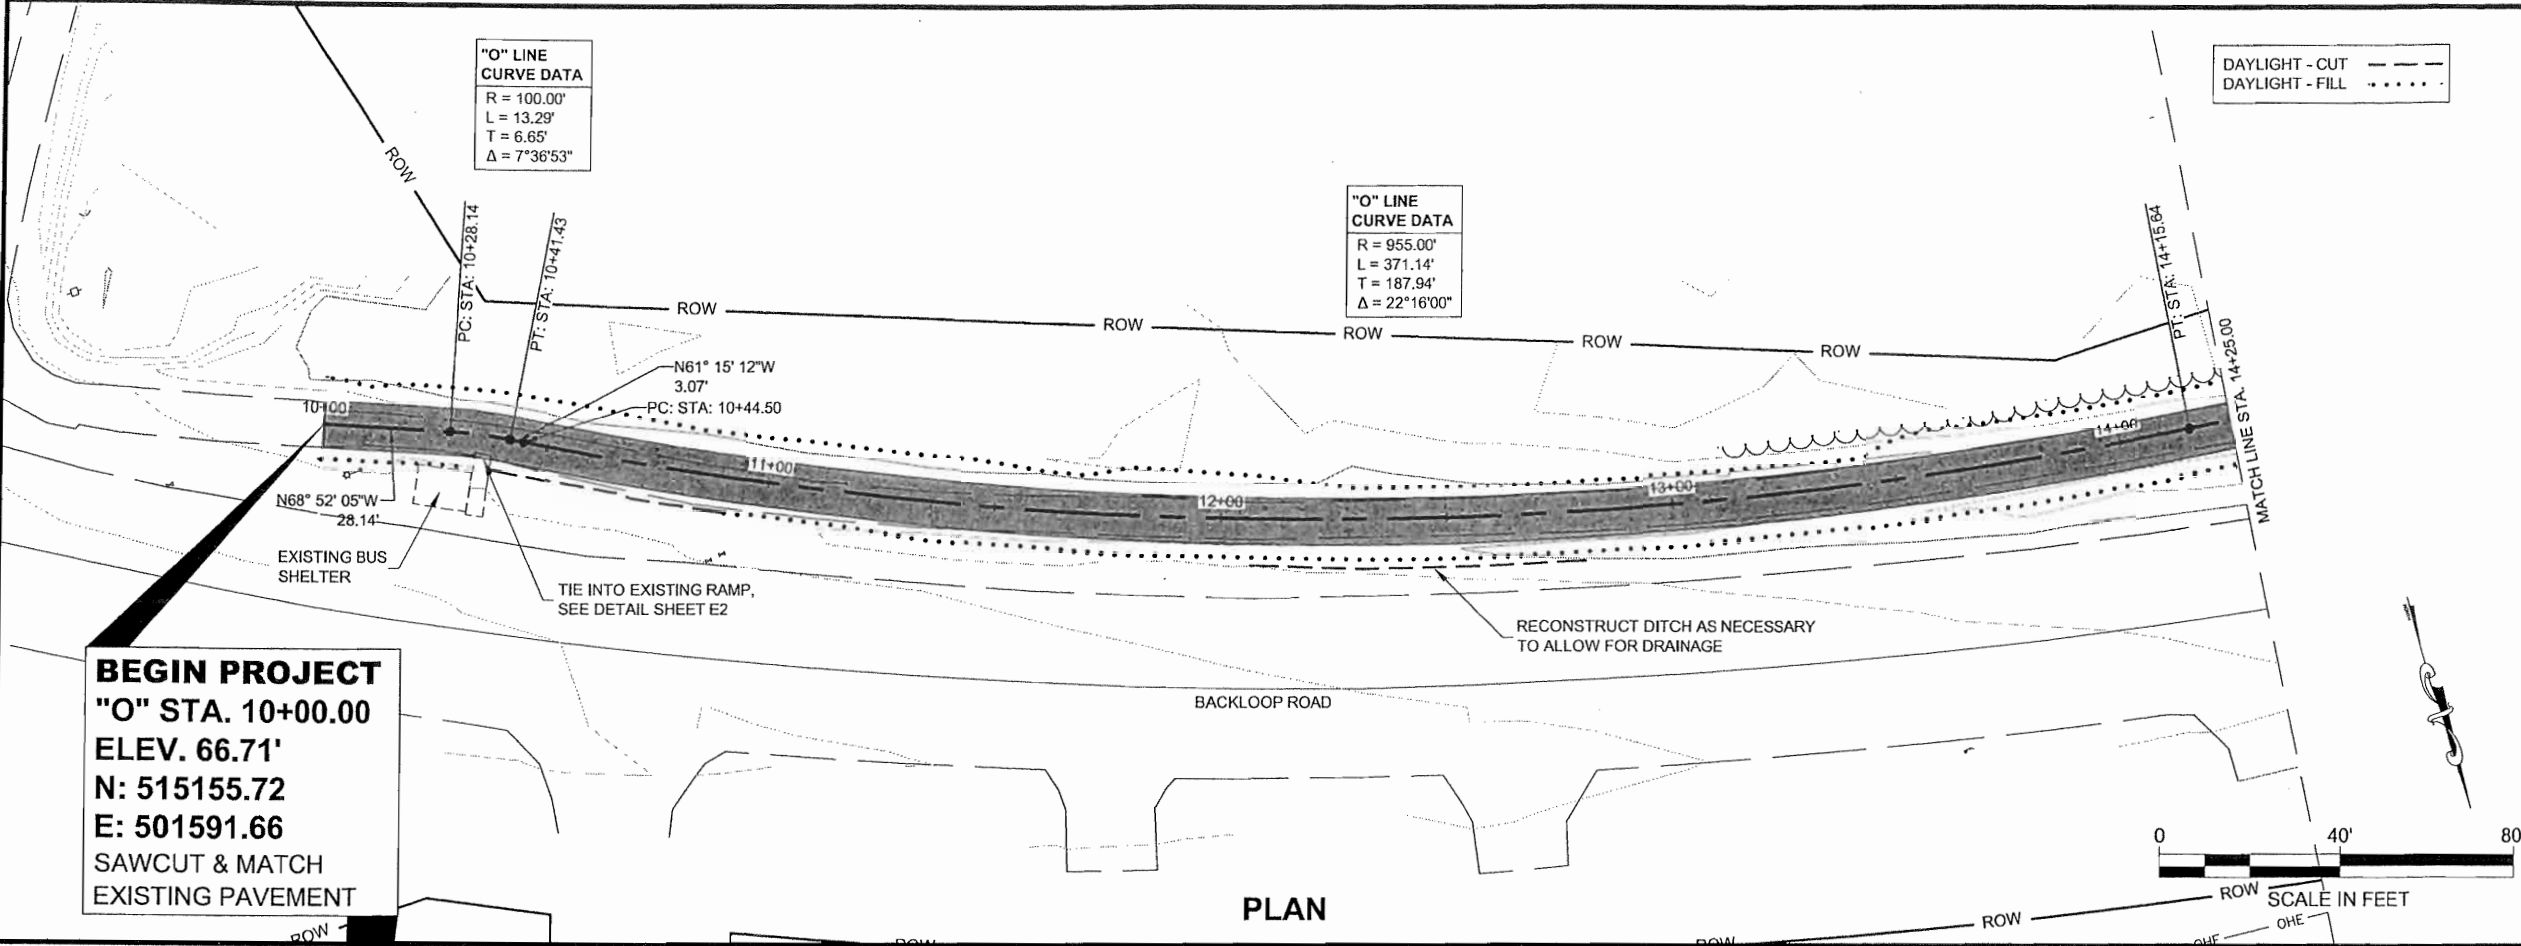 "O" LINE
CURVE DATA
R = 100.00'
L = 13.29'
T = 6.65'
Δ = 7°36'53"
DAYLIGHT - CUT
DAYLIGHT - FILL
ROW
"O" LINE
CURVE DATA
R = 955.00'
L = 371.14'
T = 187.94'
Δ = 22°16'00"
PC: STA: 10+28.14
PT: STA: 10+41.43
PT: STA: 14+15.64
ROW
ROW
ROW
ROW
ROW
MATCH LINE STA. 14+25.00
N61° 15' 12"W
3.07'
PC: STA: 10+44.50
10+00
11+00
12+00
13+00
14+00
N68° 52' 05"W
28.14'
EXISTING BUS
SHELTER
TIE INTO EXISTING RAMP,
SEE DETAIL SHEET E2
RECONSTRUCT DITCH AS NECESSARY
TO ALLOW FOR DRAINAGE
BACKLOOP ROAD
BEGIN PROJECT
"O" STA. 10+00.00
ELEV. 66.71'
N: 515155.72
E: 501591.66
SAWCUT & MATCH
EXISTING PAVEMENT
0 40' 80
SCALE IN FEET
PLAN
ROW
ROW
ROW
ROW
ROW
OHE
OHE